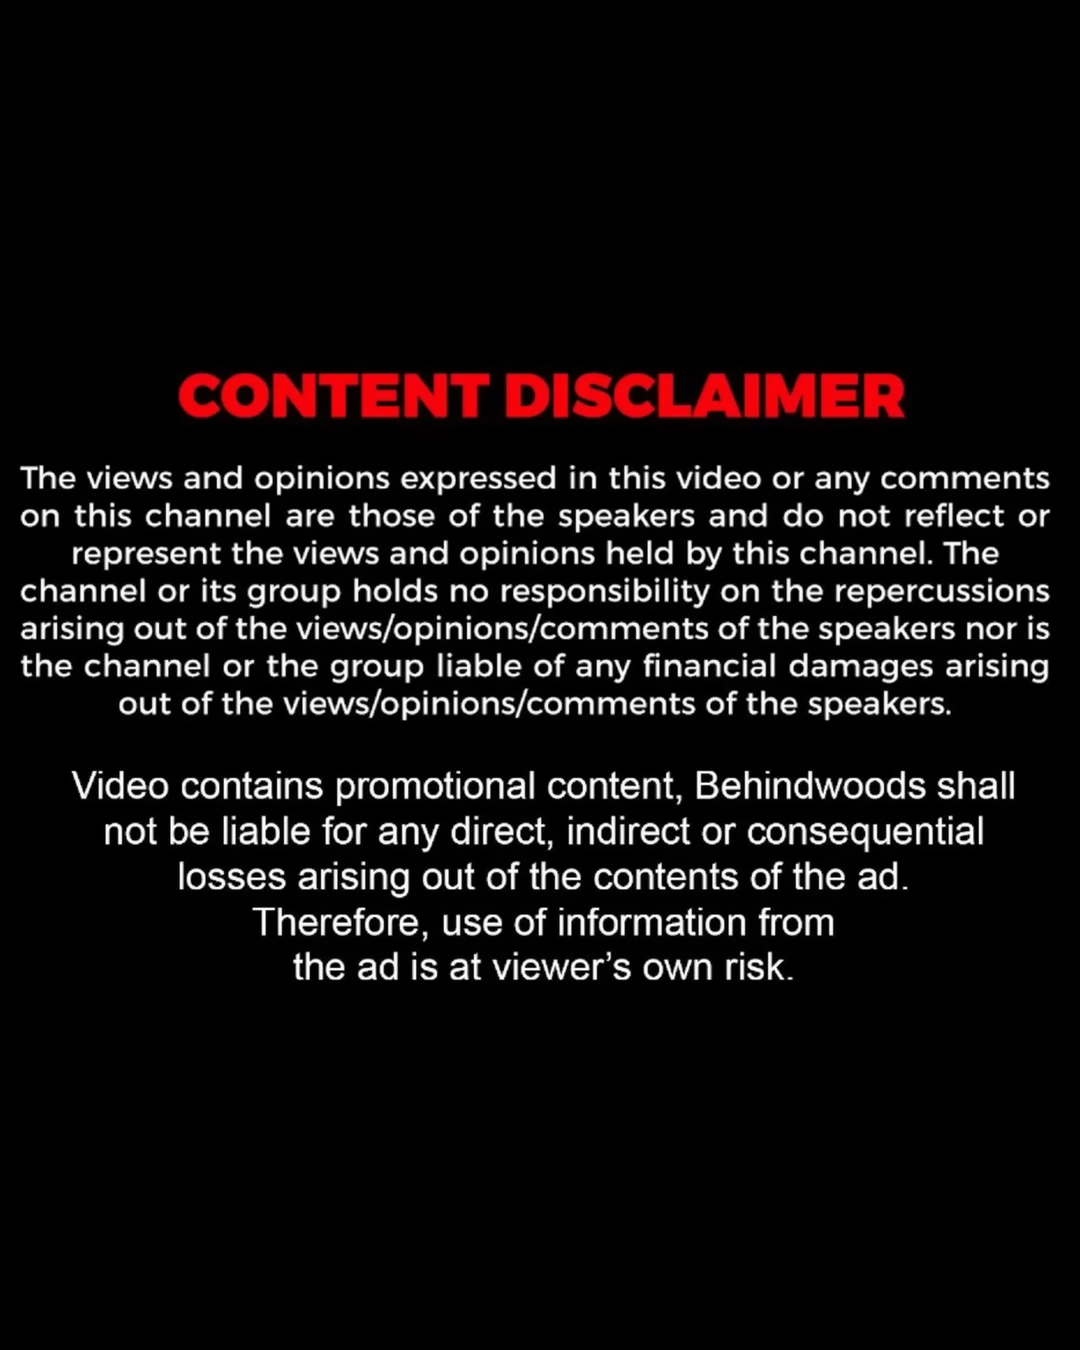 CONTENT DISCLAIMER
The views and opinions expressed in this video or any comments
on this channel are those of the speakers and do not reflect or
represent the views and opinions held by this channel. The
channel or its group holds no responsibility on the repercussions
arising out of the views/opinions/comments of the speakers nor is
the channel or the group liable of any financial damages arising
out of the views/opinions/comments of the speakers.
Video contains promotional content, Behindwoods shall
not be liable for any direct, indirect or consequential
losses arising out of the contents of the ad.
Therefore, use of information from
the ad is at viewer’s own risk.